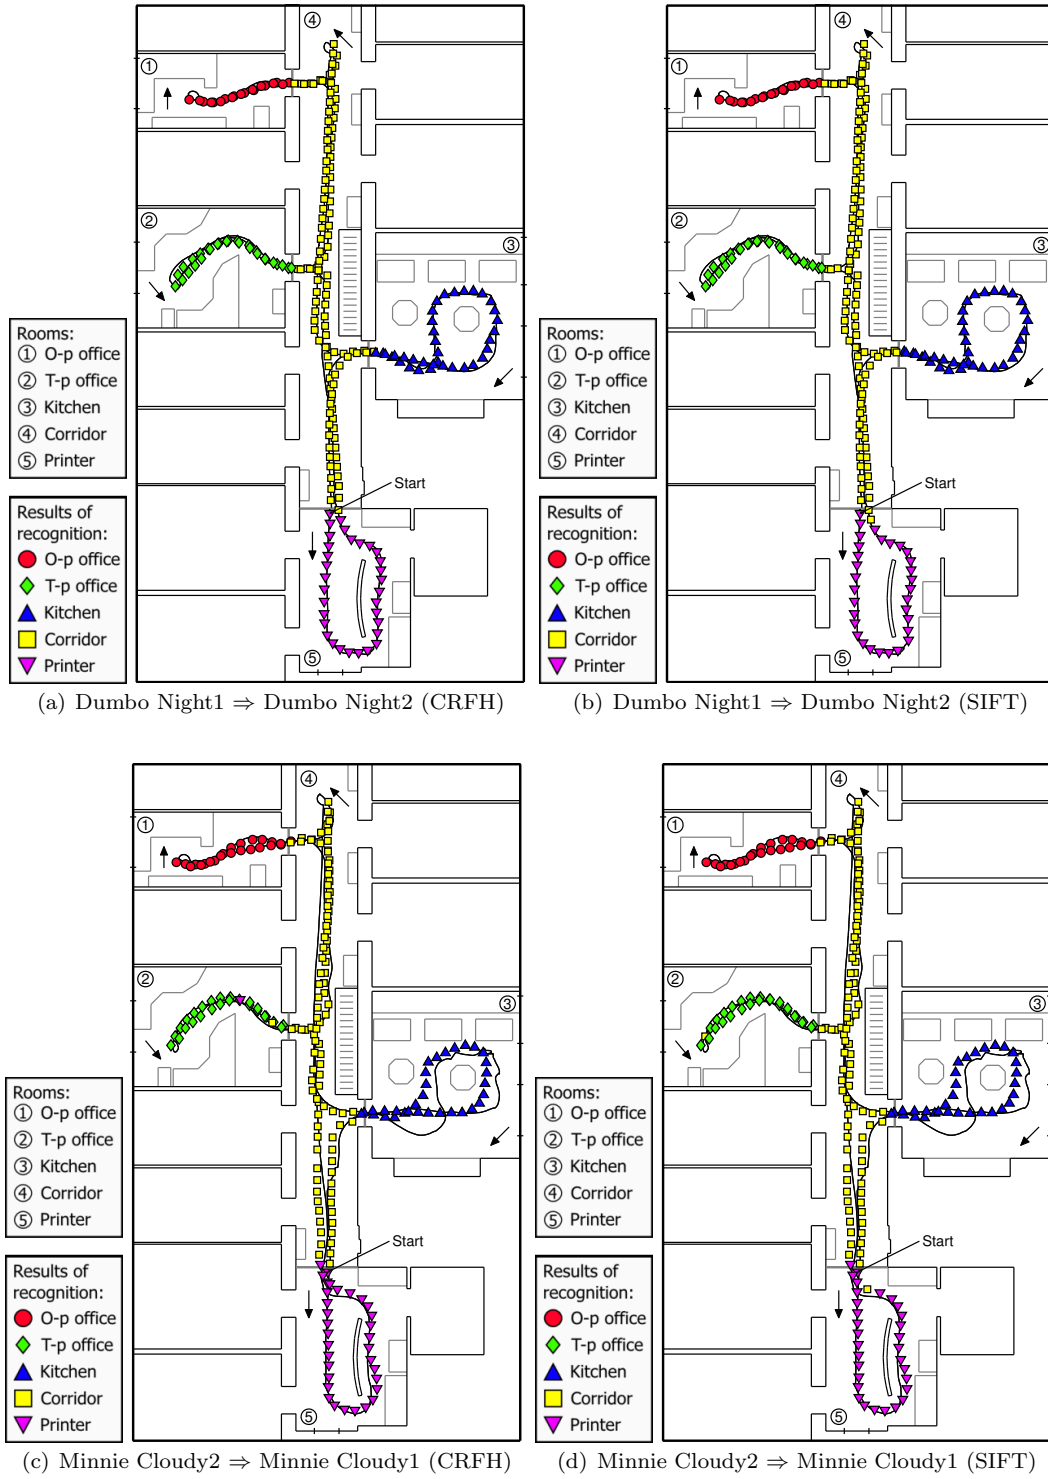 ④
①
②
③
Rooms:
① O-p office
② T-p office
③ Kitchen
④ Corridor
⑤ Printer
Start
Results of
recognition:
O-p office
T-p office
Kitchen
Corridor
Printer
⑤
(a) Dumbo Night1 ⇒ Dumbo Night2 (CRFH)
④
①
②
③
Rooms:
① O-p office
② T-p office
③ Kitchen
④ Corridor
⑤ Printer
Start
Results of
recognition:
O-p office
T-p office
Kitchen
Corridor
Printer
⑤
(b) Dumbo Night1 ⇒ Dumbo Night2 (SIFT)
④
①
②
③
Rooms:
① O-p office
② T-p office
③ Kitchen
④ Corridor
⑤ Printer
Start
Results of
recognition:
O-p office
T-p office
Kitchen
Corridor
Printer
⑤
(c) Minnie Cloudy2 ⇒ Minnie Cloudy1 (CRFH)
④
①
②
③
Rooms:
① O-p office
② T-p office
③ Kitchen
④ Corridor
⑤ Printer
Start
Results of
recognition:
O-p office
T-p office
Kitchen
Corridor
Printer
⑤
(d) Minnie Cloudy2 ⇒ Minnie Cloudy1 (SIFT)